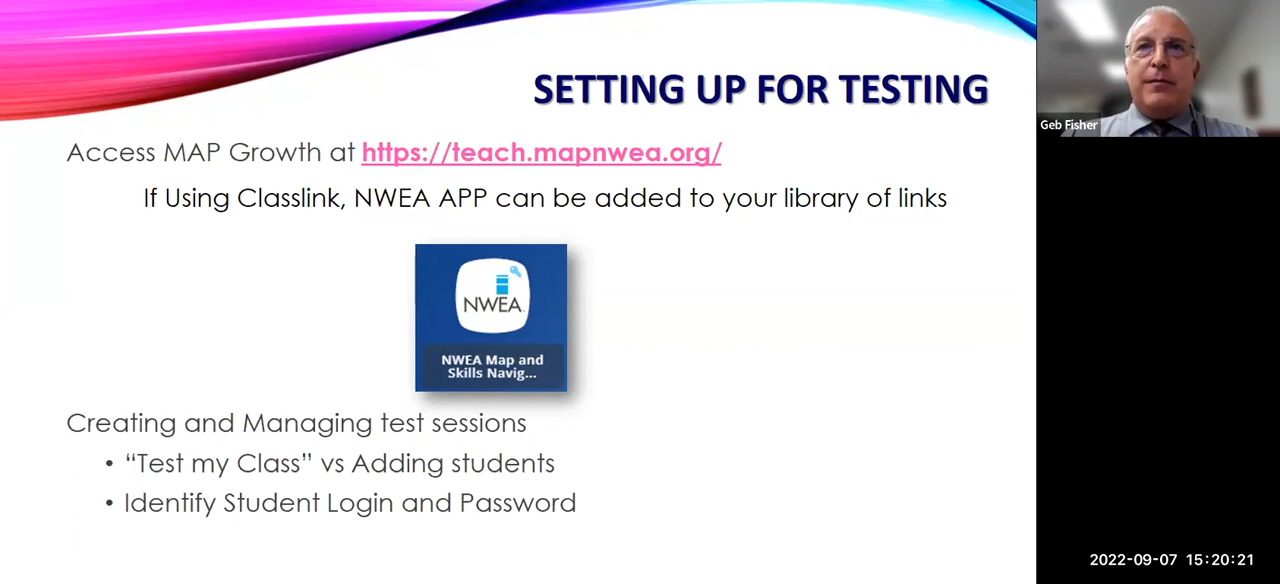 SETTING UP FOR TESTING
Access MAP Growth at https://teach.mapnwea.org/
If Using Classlink, NWEA APP can be added to your library of links
NWEA.
NWEA Map and
Skills Navig...
Creating and Managing test sessions
• “Test my Class” vs Adding students
• Identify Student Login and Password
Geb Fisher
2022-09-07 15:20:21